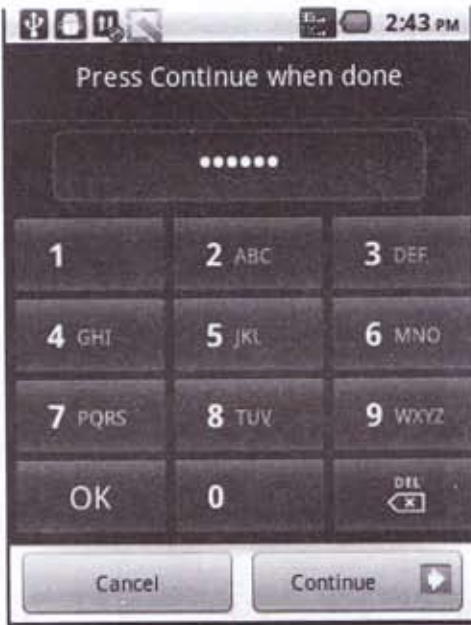 2:43 PM
Press Continue when done
••••••
1
2 ABC
3 DEF
4 GHI
5 JKL
6 MNO
7 PQRS
8 TUV
9 WXYZ
OK
0
DEL
Cancel
Continue